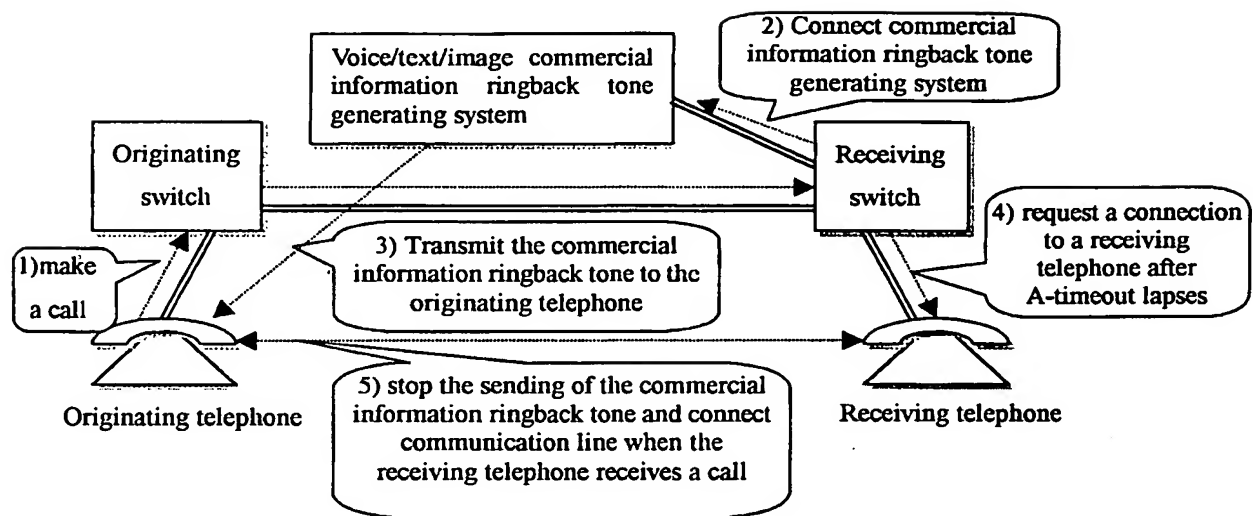 2) Connect commercial
information ringback tone
generating system
Voice/text/image commercial
information ringback tone
generating system
Originating
switch
Receiving
switch
1)make
a call
3) Transmit the commercial
information ringback tone to the
originating telephone
4) request a connection
to a receiving
telephone after
A-timeout lapses
5) stop the sending of the commercial
information ringback tone and connect
communication line when the
receiving telephone receives a call
Originating telephone
Receiving telephone